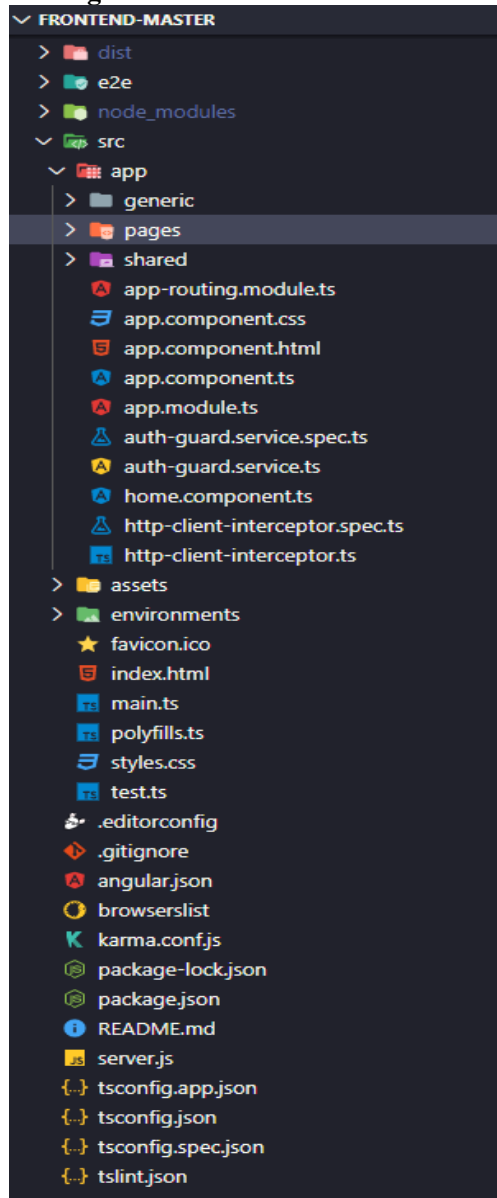 FRONTEND-MASTER
dist
e2e
node_modules
src
app
generic
pages
shared
app-routing.module.ts
app.component.css
app.component.html
app.component.ts
app.module.ts
auth-guard.service.spec.ts
auth-guard.service.ts
home.component.ts
http-client-interceptor.spec.ts
http-client-interceptor.ts
assets
environments
favicon.ico
index.html
main.ts
polyfills.ts
styles.css
test.ts
.editorconfig
.gitignore
angular.json
browserslist
karma.conf.js
package-lock.json
package.json
README.md
server.js
tsconfig.app.json
tsconfig.json
tsconfig.spec.json
tslint.json